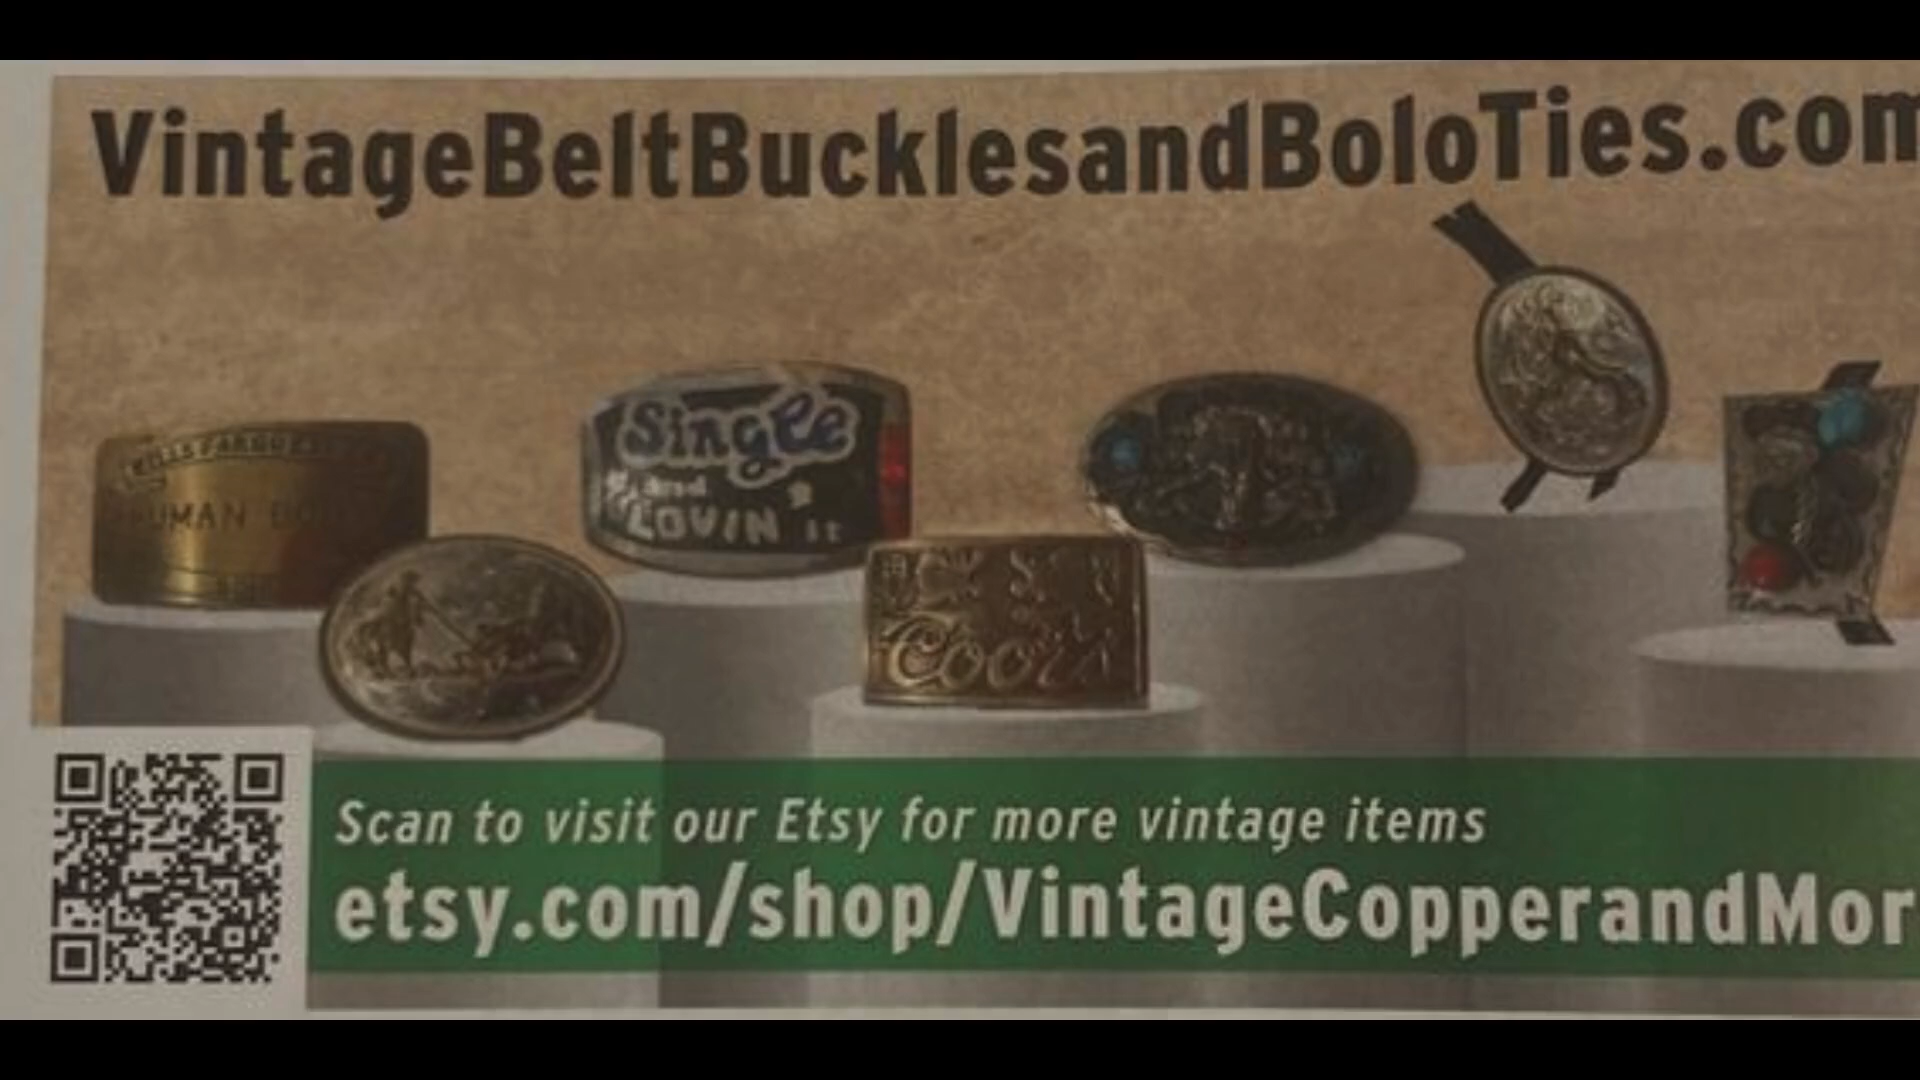 VintageBeltBucklesandBoloTies.com
Single
and
LOVIN it
Coors
Scan to visit our Etsy for more vintage items
etsy.com/shop/VintageCopperandMor